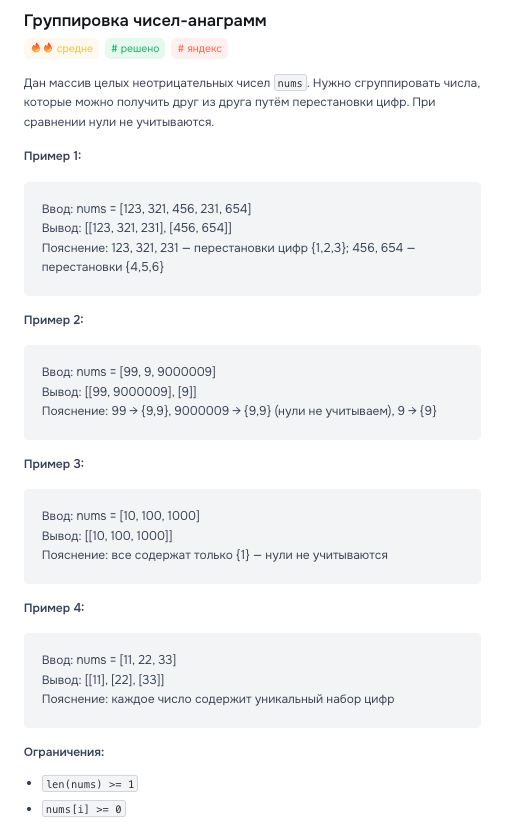 Группировка чисел-анаграмм
🔥🔥 средне # решено # яндекс
Дан массив целых неотрицательных чисел nums. Нужно сгруппировать числа,
которые можно получить друг из друга путём перестановки цифр. При
сравнении нули не учитываются.
Пример 1:
Ввод: nums = [123, 321, 456, 231, 654]
Вывод: [[123, 321, 231], [456, 654]]
Пояснение: 123, 321, 231 — перестановки цифр {1,2,3}; 456, 654 —
перестановки {4,5,6}
Пример 2:
Ввод: nums = [99, 9, 9000009]
Вывод: [[99, 9000009], [9]]
Пояснение: 99 → {9,9}, 9000009 → {9,9} (нули не учитываем), 9 → {9}
Пример 3:
Ввод: nums = [10, 100, 1000]
Вывод: [[10, 100, 1000]]
Пояснение: все содержат только {1} — нули не учитываются
Пример 4:
Ввод: nums = [11, 22, 33]
Вывод: [[11], [22], [33]]
Пояснение: каждое число содержит уникальный набор цифр
Ограничения:
• len(nums) >= 1
• nums[i] >= 0